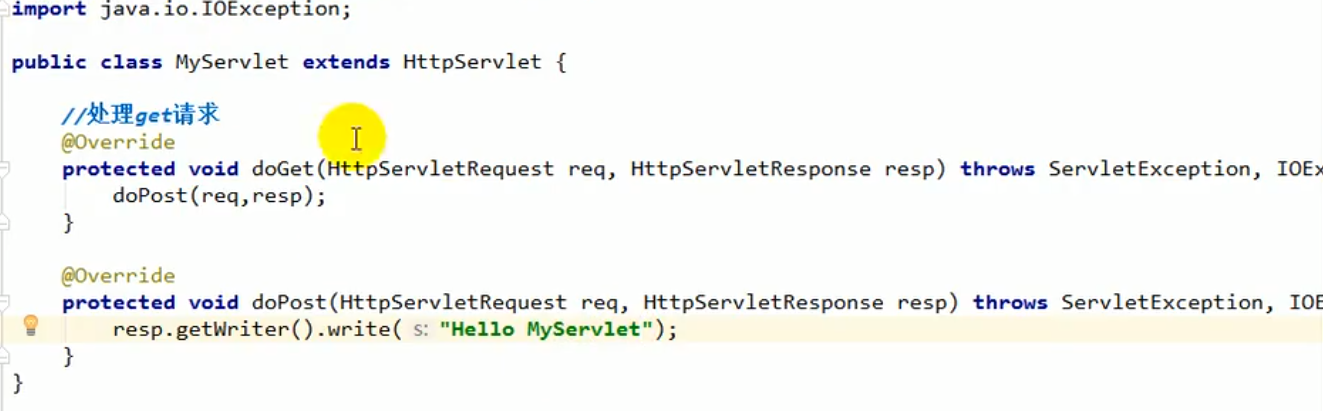 import java.io.IOException;
public class MyServlet extends HttpServlet {
//处理get请求
@Override
protected void doGet(HttpServletRequest req, HttpServletResponse resp) throws ServletException, IOEx
doPost(req,resp);
}
@Override
protected void doPost(HttpServletRequest req, HttpServletResponse resp) throws ServletException, IOE
resp.getWriter().write( s: "Hello MyServlet");
}
}